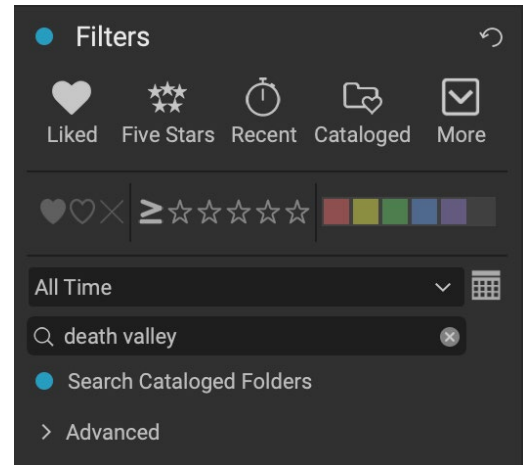 Filters
Liked Five Stars Recent Cataloged More
≥
All Time
death valley
Search Cataloged Folders
Advanced